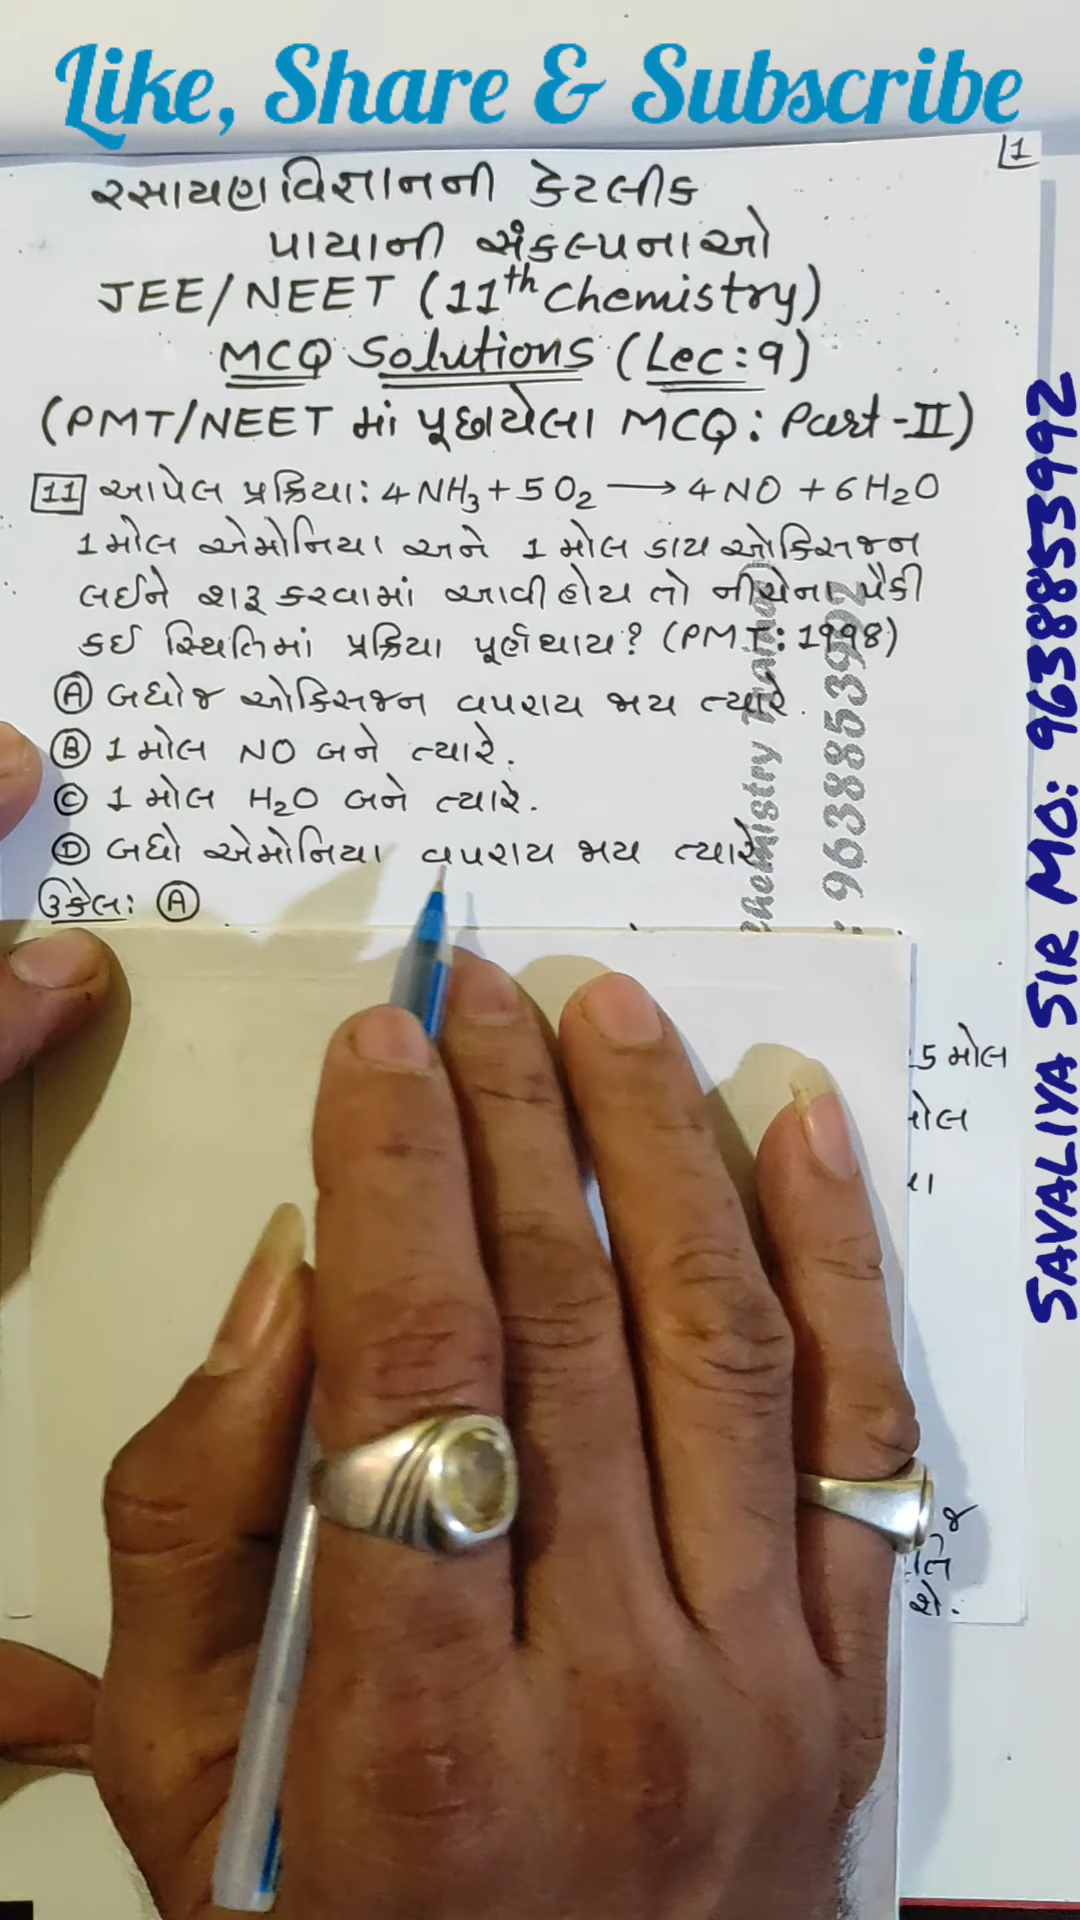 Like, Share & Subscribe
1
રસાયણવિજ્ઞાનની કેટલીક
પાયાની સંકલ્પનાઓ
JEE/NEET (11th Chemistry)
MCQ Solutions (Lec:9)
(PMT/NEET માં પૂછાયેલા MCQ: Part-II)
11 આપેલ પ્રક્રિયા: 4NH3+5O2 ⟶ 4NO +6H2O
1મોલ એમોનિયા અને 1 મોલ ડાય ઓક્સિજન
લઈને શરૂ કરવામાં આવી હોય તો નીચેના પૈકી
કઈ સ્થિતિમાં પ્રક્રિયા પૂર્ણ થાય? (PMT: 1998)
A બધોજ ઓક્સિજન વપરાય જાય ત્યારે.
B 1 મોલ NO બને ત્યારે.
C 1 મોલ H2O બને ત્યારે.
D બધો એમોનિયા વપરાય જાય ત્યારે.
ઉકેલ: A
5 મોલ
SAVALIYA SIR MO: 9638853992
9638853992